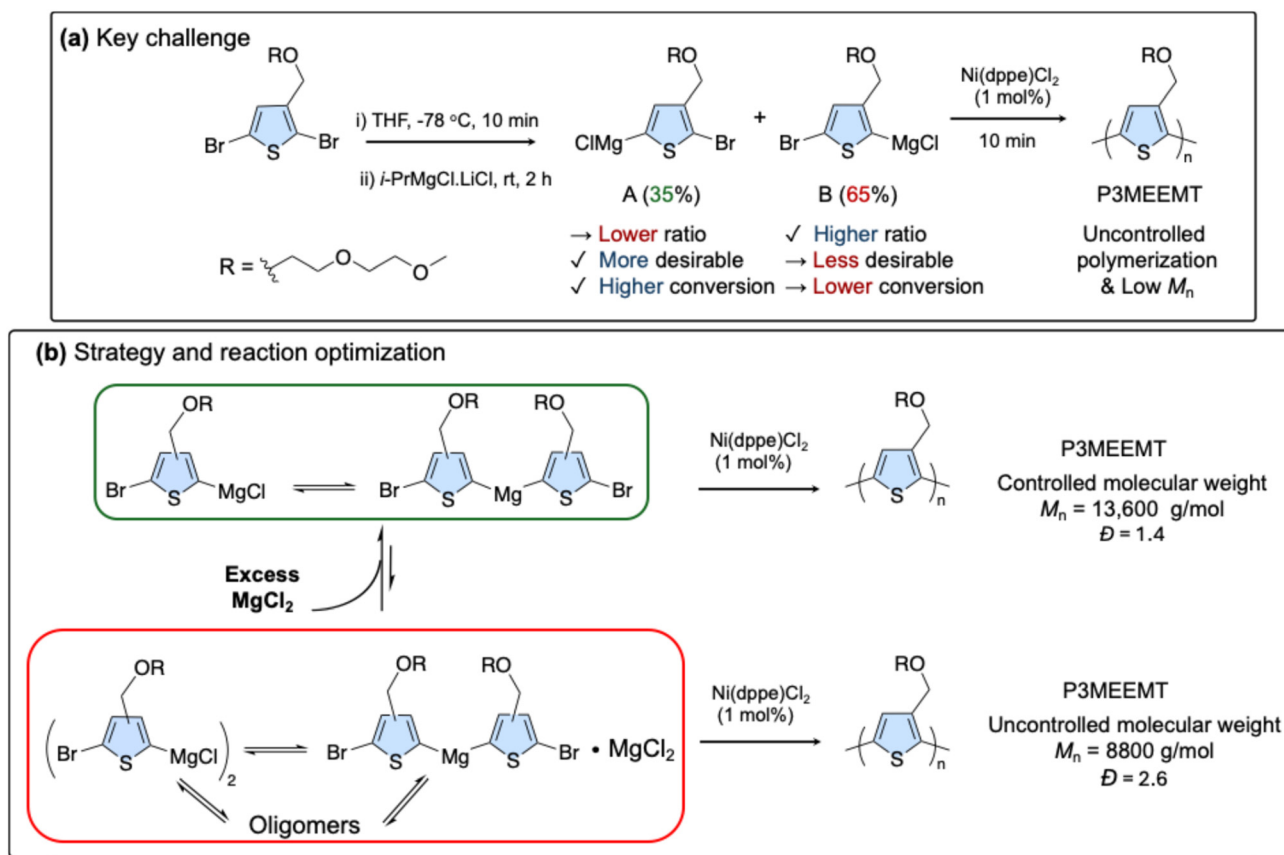 (a) Key challenge
RO
Br
S
Br
i) THF, -78 °C, 10 min
ii) i-PrMgCl.LiCl, rt, 2 h
RO
ClMg
S
Br
A (35%)
→ Lower ratio
✓ More desirable
✓ Higher conversion
+
RO
Br
S
MgCl
B (65%)
✓ Higher ratio
→ Less desirable
→ Lower conversion
Ni(dppe)Cl2
(1 mol%)
10 min
RO
S
n
P3MEEMT
Uncontrolled
polymerization
& Low Mn
R =
O
O
(b) Strategy and reaction optimization
OR
Br
S
MgCl
OR
RO
Br
S
Mg
S
Br
Ni(dppe)Cl2
(1 mol%)
RO
S
n
P3MEEMT
Controlled molecular weight
Mn = 13,600 g/mol
Đ = 1.4
Excess
MgCl2
OR
Br
S
MgCl
2
OR
RO
Br
S
Mg
S
Br • MgCl2
Oligomers
Ni(dppe)Cl2
(1 mol%)
RO
S
n
P3MEEMT
Uncontrolled molecular weight
Mn = 8800 g/mol
Đ = 2.6